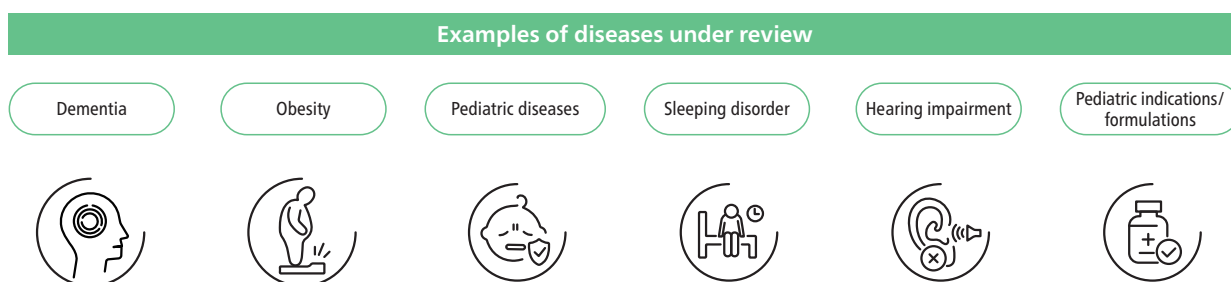 Examples of diseases under review
Dementia
Obesity
Pediatric diseases
Sleeping disorder
Hearing impairment
Pediatric indications/
formulations